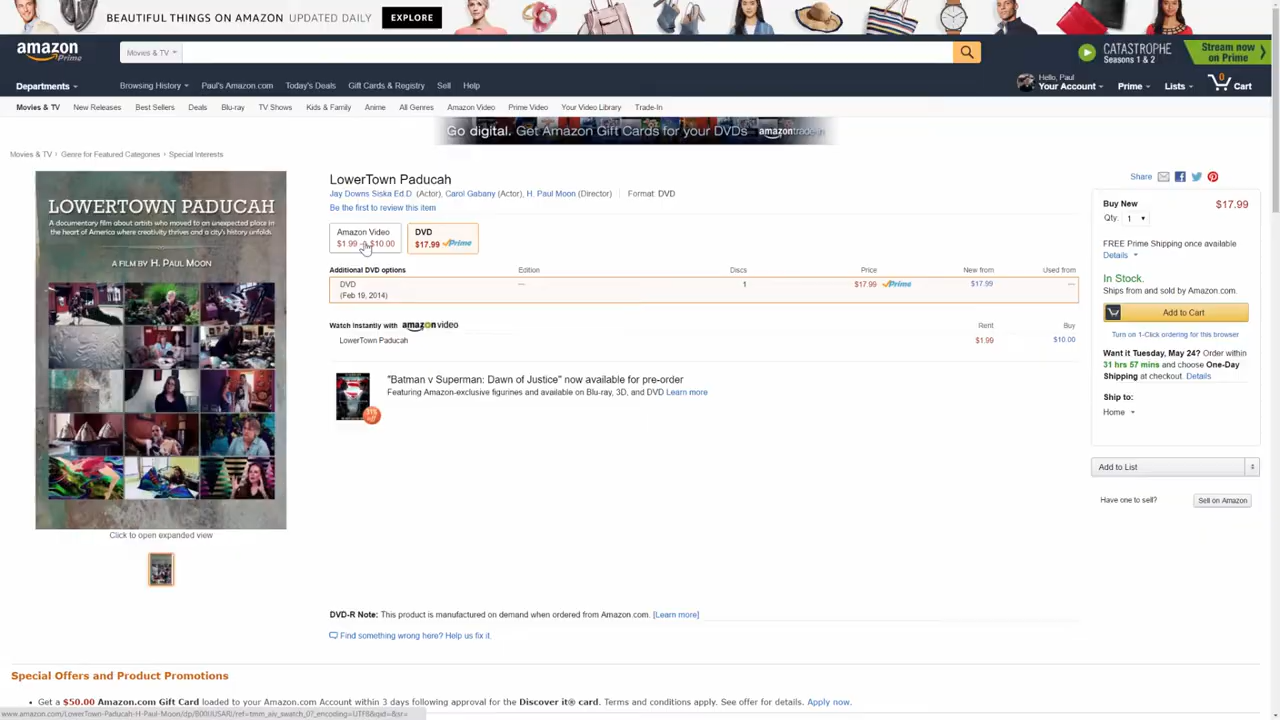 BEAUTIFUL THINGS ON AMAZON UPDATED DAILY EXPLORE
amazon Prime
Movies & TV
CATASTROPHE
Seasons 1 & 2
Stream now
on Prime
Departments Browsing History Paul's Amazon.com Today's Deals Gift Cards & Registry Sell Help
Hello, Paul
Your Account Prime Lists 0 Cart
Movies & TV New Releases Best Sellers Deals Blu-ray TV Shows Kids & Family Anime All Genres Amazon Video Prime Video Your Video Library Trade-In
Go digital. Get Amazon Gift Cards for your DVDs amazontrade-in
Movies & TV › Genre for Featured Categories › Special Interests
LOWERTOWN PADUCAH
A documentary film about artists who moved to an unexpected place in
the heart of America where creativity thrives and a city's history unfolds.
A FILM BY H. PAUL MOON
Click to open expanded view
LowerTown Paducah
Jay Downs Siska Ed.D (Actor), Carol Gabany (Actor), H. Paul Moon (Director) Format: DVD
Be the first to review this item
Amazon Video
$1.99 $10.00
DVD
$17.99 Prime
Additional DVD options Edition Discs Price New from Used from
DVD — 1 $17.99 Prime $17.99 —
(Feb 19, 2014)
Watch Instantly with amazon video Rent Buy
LowerTown Paducah $1.99 $10.00
"Batman v Superman: Dawn of Justice" now available for pre-order
Featuring Amazon-exclusive figurines and available on Blu-ray, 3D, and DVD Learn more
DVD-R Note: This product is manufactured on demand when ordered from Amazon.com. [Learn more]
Find something wrong here? Help us fix it.
Share
Buy New $17.99
Qty: 1
FREE Prime Shipping once available
Details
In Stock.
Ships from and sold by Amazon.com.
Add to Cart
Turn on 1-Click ordering for this browser
Want it Tuesday, May 24? Order within
31 hrs 57 mins and choose One-Day
Shipping at checkout. Details
Ship to:
Home
Add to List
Have one to sell? Sell on Amazon
Special Offers and Product Promotions
• Get a $50.00 Amazon.com Gift Card loaded to your Amazon.com Account within 3 days following approval for the Discover it® card. Terms and conditions apply. See offer for details. Apply now.